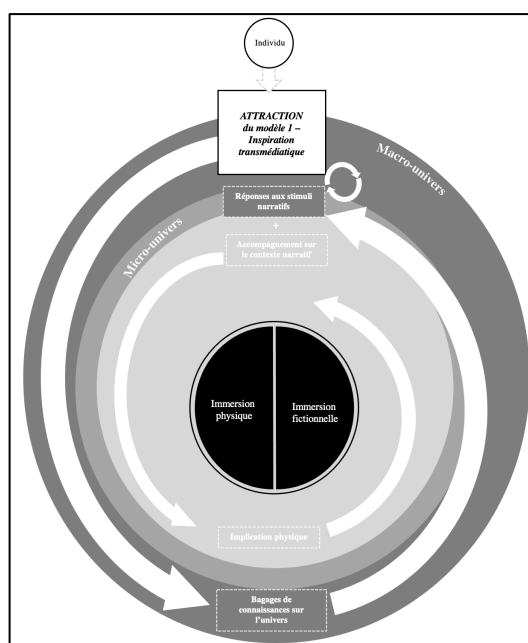 Individu
ATTRACTION
du modèle 1 –
Inspiration
transmédiatique
Macro-univers
Réponses aux stimuli
narratifs
+
Micro-univers
Accompagnement sur
le contexte narratif
Immersion
physique
Immersion
fictionnelle
Implication physique
Bagages de
connaissances sur
l'univers